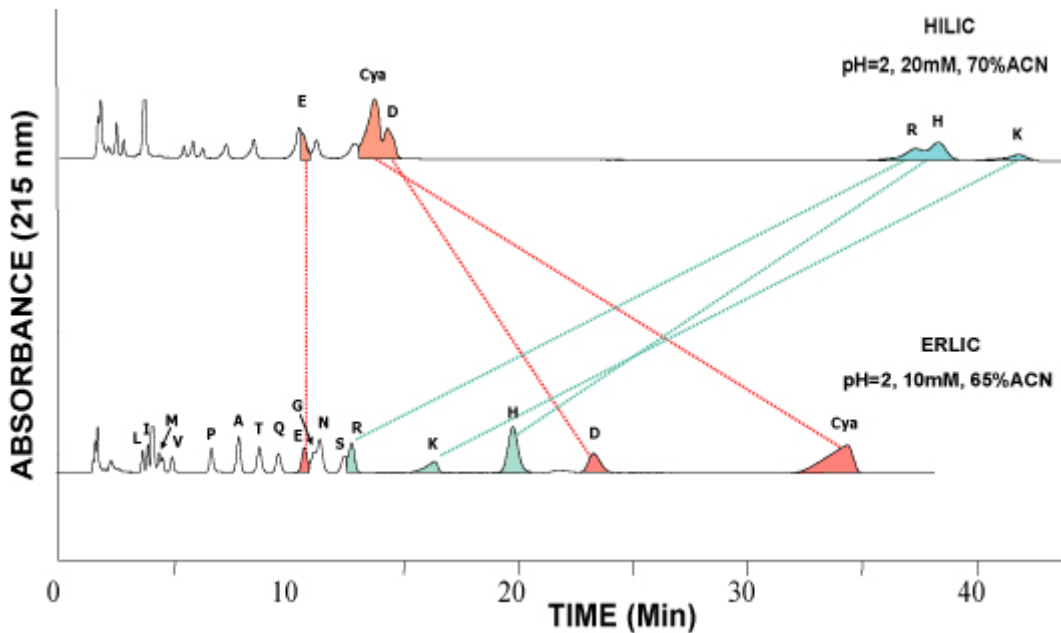 HILIC
pH=2, 20mM, 70%ACN
Cya
E
D
R
H
K
ABSORBANCE (215 nm)
ERLIC
pH=2, 10mM, 65%ACN
L
I
M
V
P
A
T
Q
E
G
N
S
R
K
H
D
Cya
0
10
20
30
40
TIME (Min)